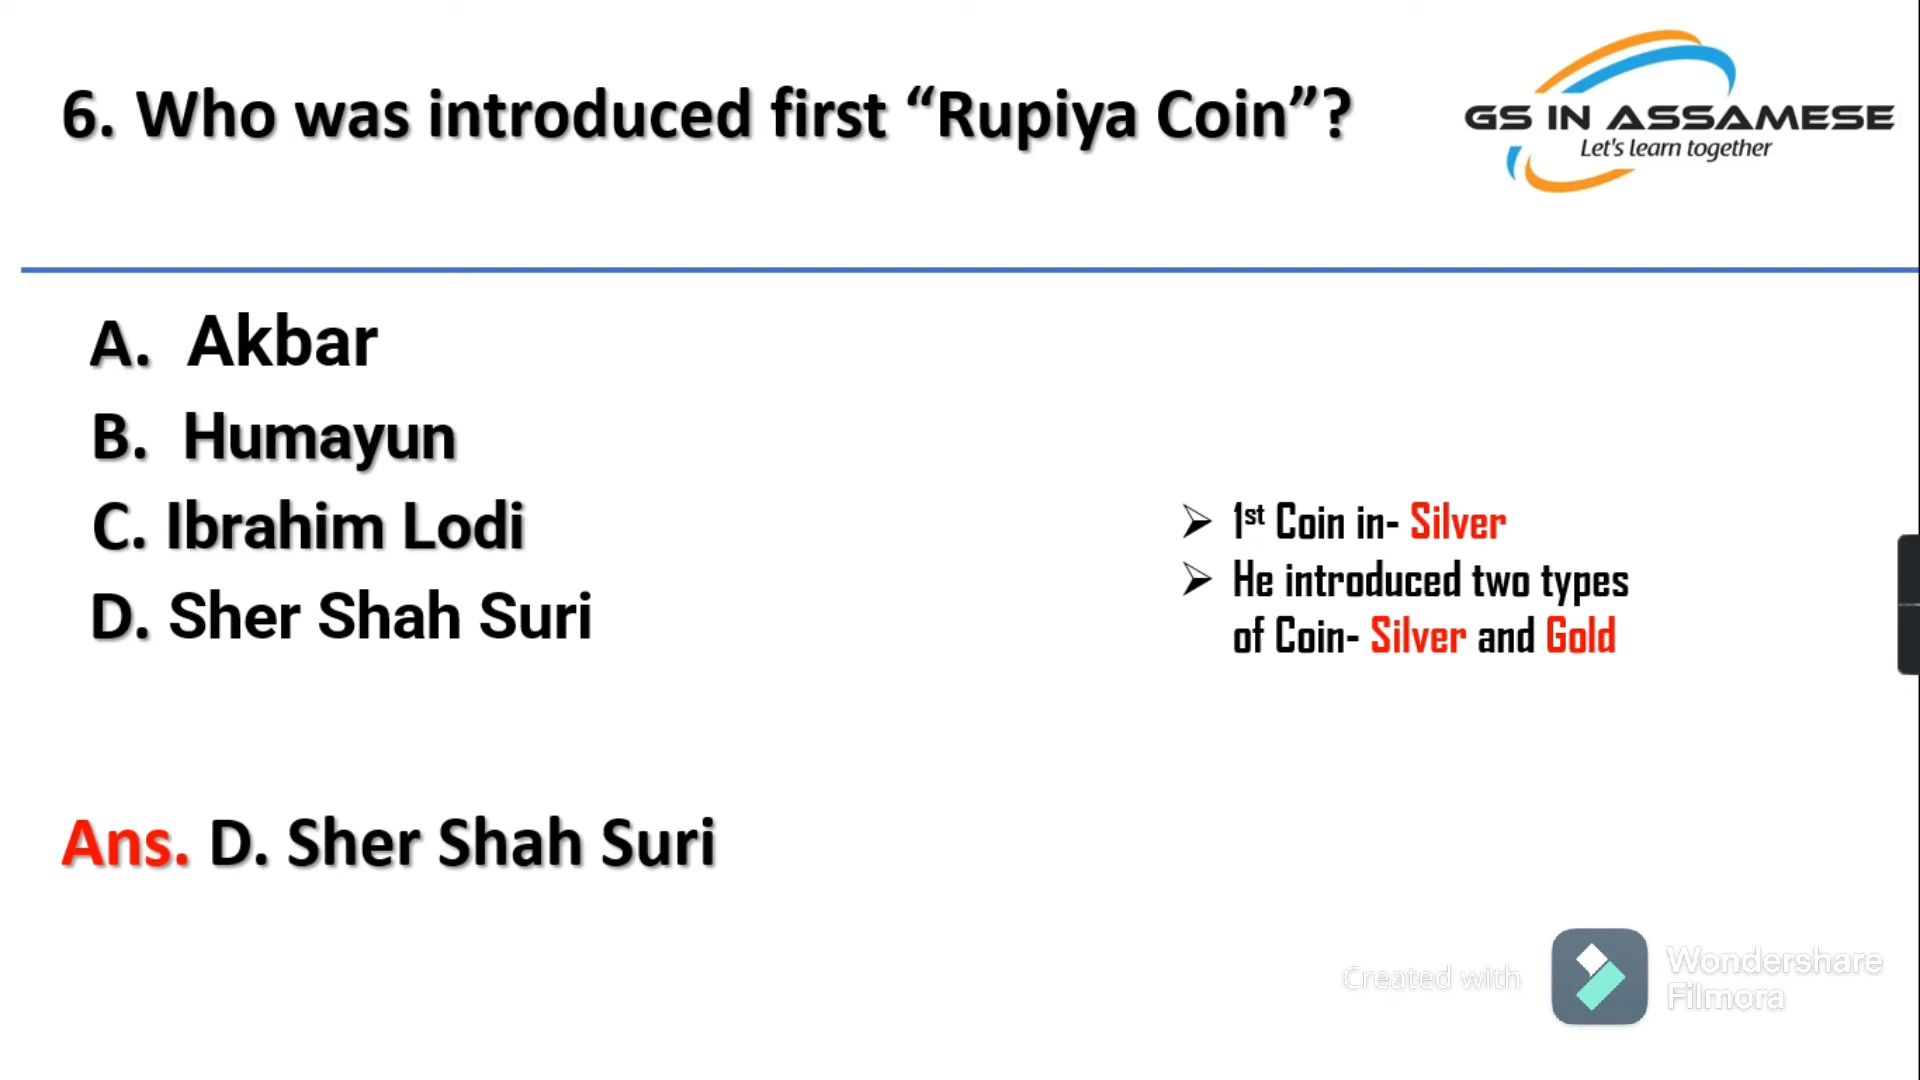 6. Who was introduced first “Rupiya Coin”?
GS IN ASSAMESE
Let's learn together
A. Akbar
B. Humayun
C. Ibrahim Lodi
D. Sher Shah Suri
➢ 1st Coin in- Silver
➢ He introduced two types
of Coin- Silver and Gold
Ans. D. Sher Shah Suri
Created with
Wondershare
Filmora